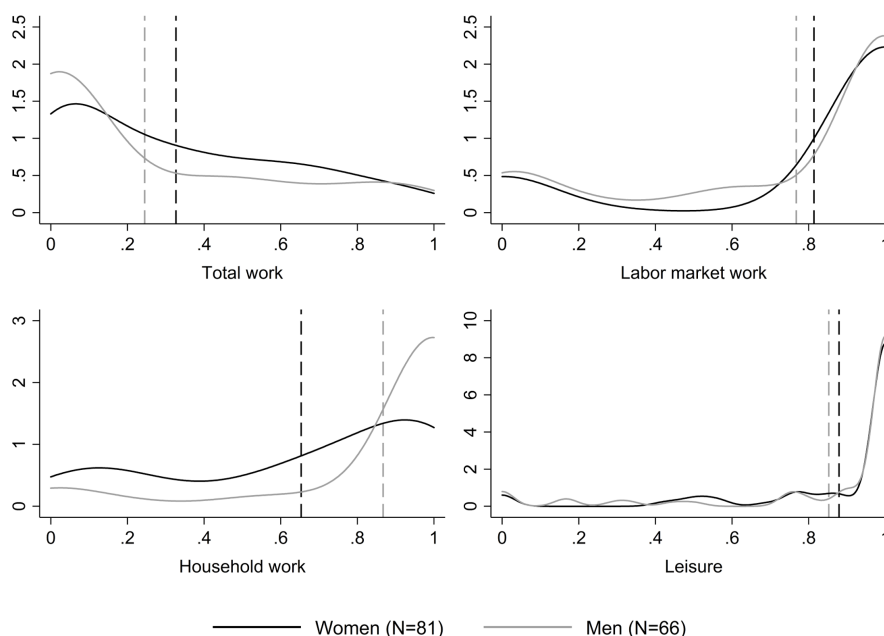 0 .5 1 1.5 2 2.5
0 .2 .4 .6 .8 1
Total work
0 .5 1 1.5 2 2.5
0 .2 .4 .6 .8 1
Labor market work
0 1 2 3
0 .2 .4 .6 .8 1
Household work
0 2 4 6 8 10
0 .2 .4 .6 .8 1
Leisure
Women (N=81) Men (N=66)